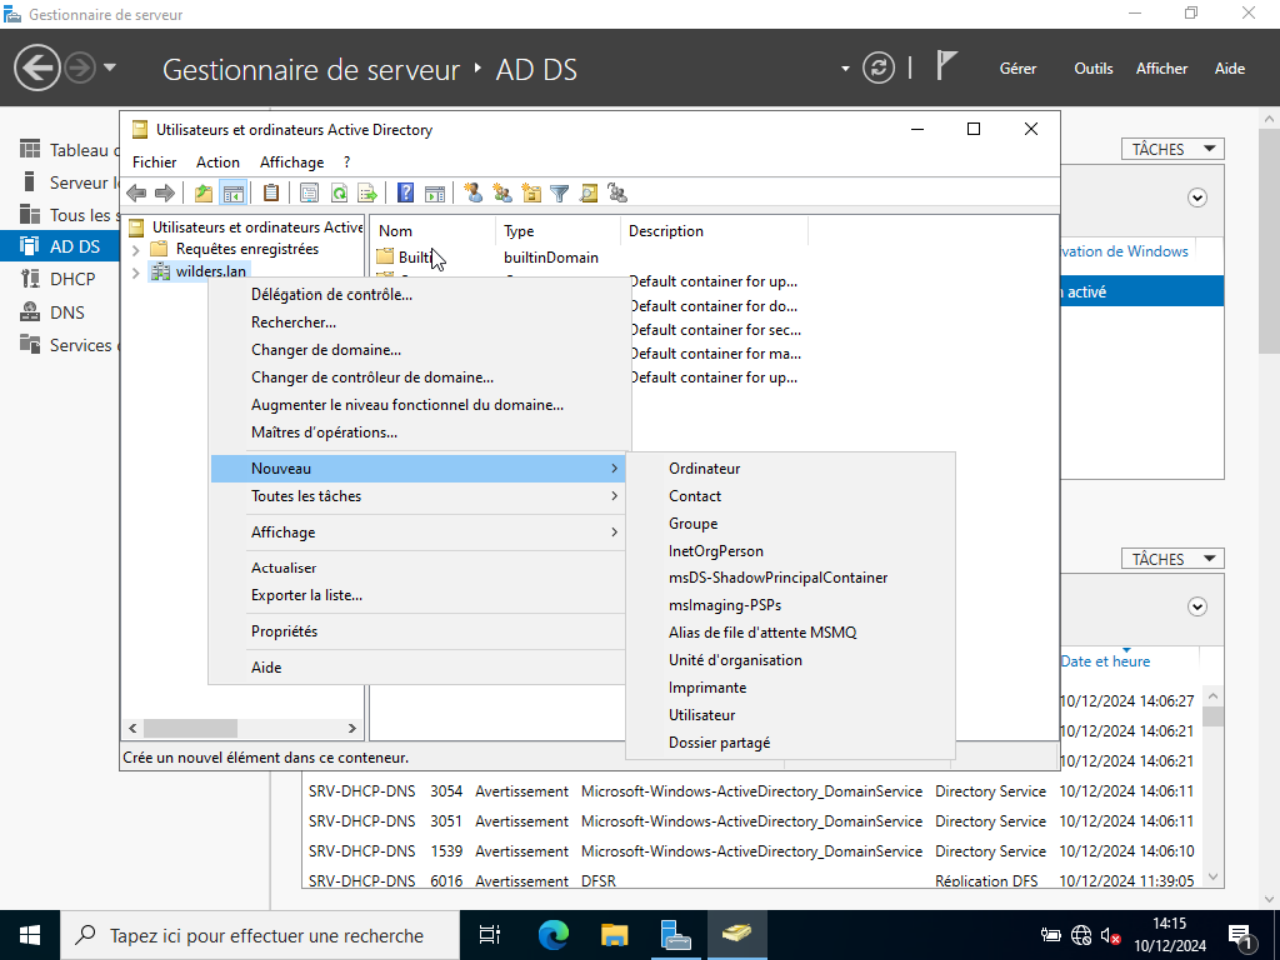 Gestionnaire de serveur
Gestionnaire de serveur ‣ AD DS
Gérer Outils Afficher Aide
Tableau
Serveur
Tous les
AD DS
DHCP
DNS
Services
TÂCHES
vation de Windows
activé
TÂCHES
Utilisateurs et ordinateurs Active Directory
Fichier Action Affichage ?
Utilisateurs et ordinateurs Active
Requêtes enregistrées
wilders.lan
Nom Type Description
Builti builtinDomain
Default container for up...
Default container for do...
Default container for sec...
Default container for ma...
Default container for up...
Délégation de contrôle...
Rechercher...
Changer de domaine...
Changer de contrôleur de domaine...
Augmenter le niveau fonctionnel du domaine...
Maîtres d'opérations...
Nouveau
Toutes les tâches
Affichage
Actualiser
Exporter la liste...
Propriétés
Aide
Ordinateur
Contact
Groupe
InetOrgPerson
msDS-ShadowPrincipalContainer
msImaging-PSPs
Alias de file d'attente MSMQ
Unité d'organisation
Imprimante
Utilisateur
Dossier partagé
Crée un nouvel élément dans ce conteneur.
Date et heure
10/12/2024 14:06:27
10/12/2024 14:06:21
10/12/2024 14:06:21
SRV-DHCP-DNS 3054 Avertissement Microsoft-Windows-ActiveDirectory_DomainService Directory Service 10/12/2024 14:06:11
SRV-DHCP-DNS 3051 Avertissement Microsoft-Windows-ActiveDirectory_DomainService Directory Service 10/12/2024 14:06:11
SRV-DHCP-DNS 1539 Avertissement Microsoft-Windows-ActiveDirectory_DomainService Directory Service 10/12/2024 14:06:10
SRV-DHCP-DNS 6016 Avertissement DFSR Réplication DFS 10/12/2024 11:39:05
Tapez ici pour effectuer une recherche
14:15
10/12/2024
1